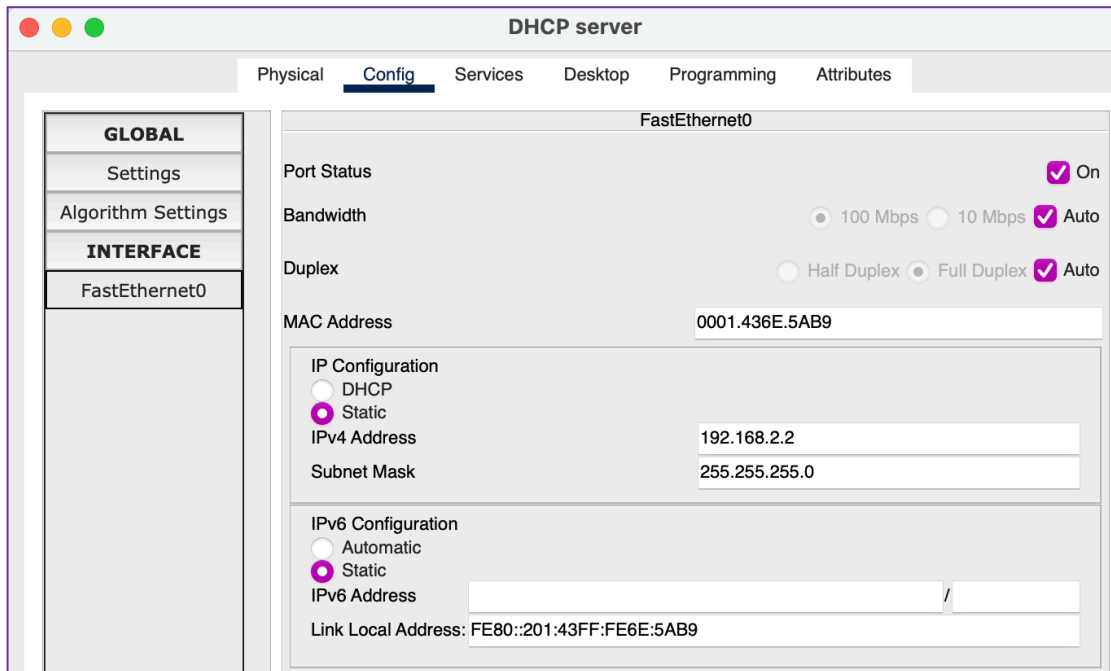 DHCP server
Physical Config Services Desktop Programming Attributes
GLOBAL
Settings
Algorithm Settings
INTERFACE
FastEthernet0
FastEthernet0
Port Status On
Bandwidth 100 Mbps 10 Mbps Auto
Duplex Half Duplex Full Duplex Auto
MAC Address 0001.436E.5AB9
IP Configuration
DHCP
Static
IPv4 Address 192.168.2.2
Subnet Mask 255.255.255.0
IPv6 Configuration
Automatic
Static
IPv6 Address /
Link Local Address: FE80::201:43FF:FE6E:5AB9